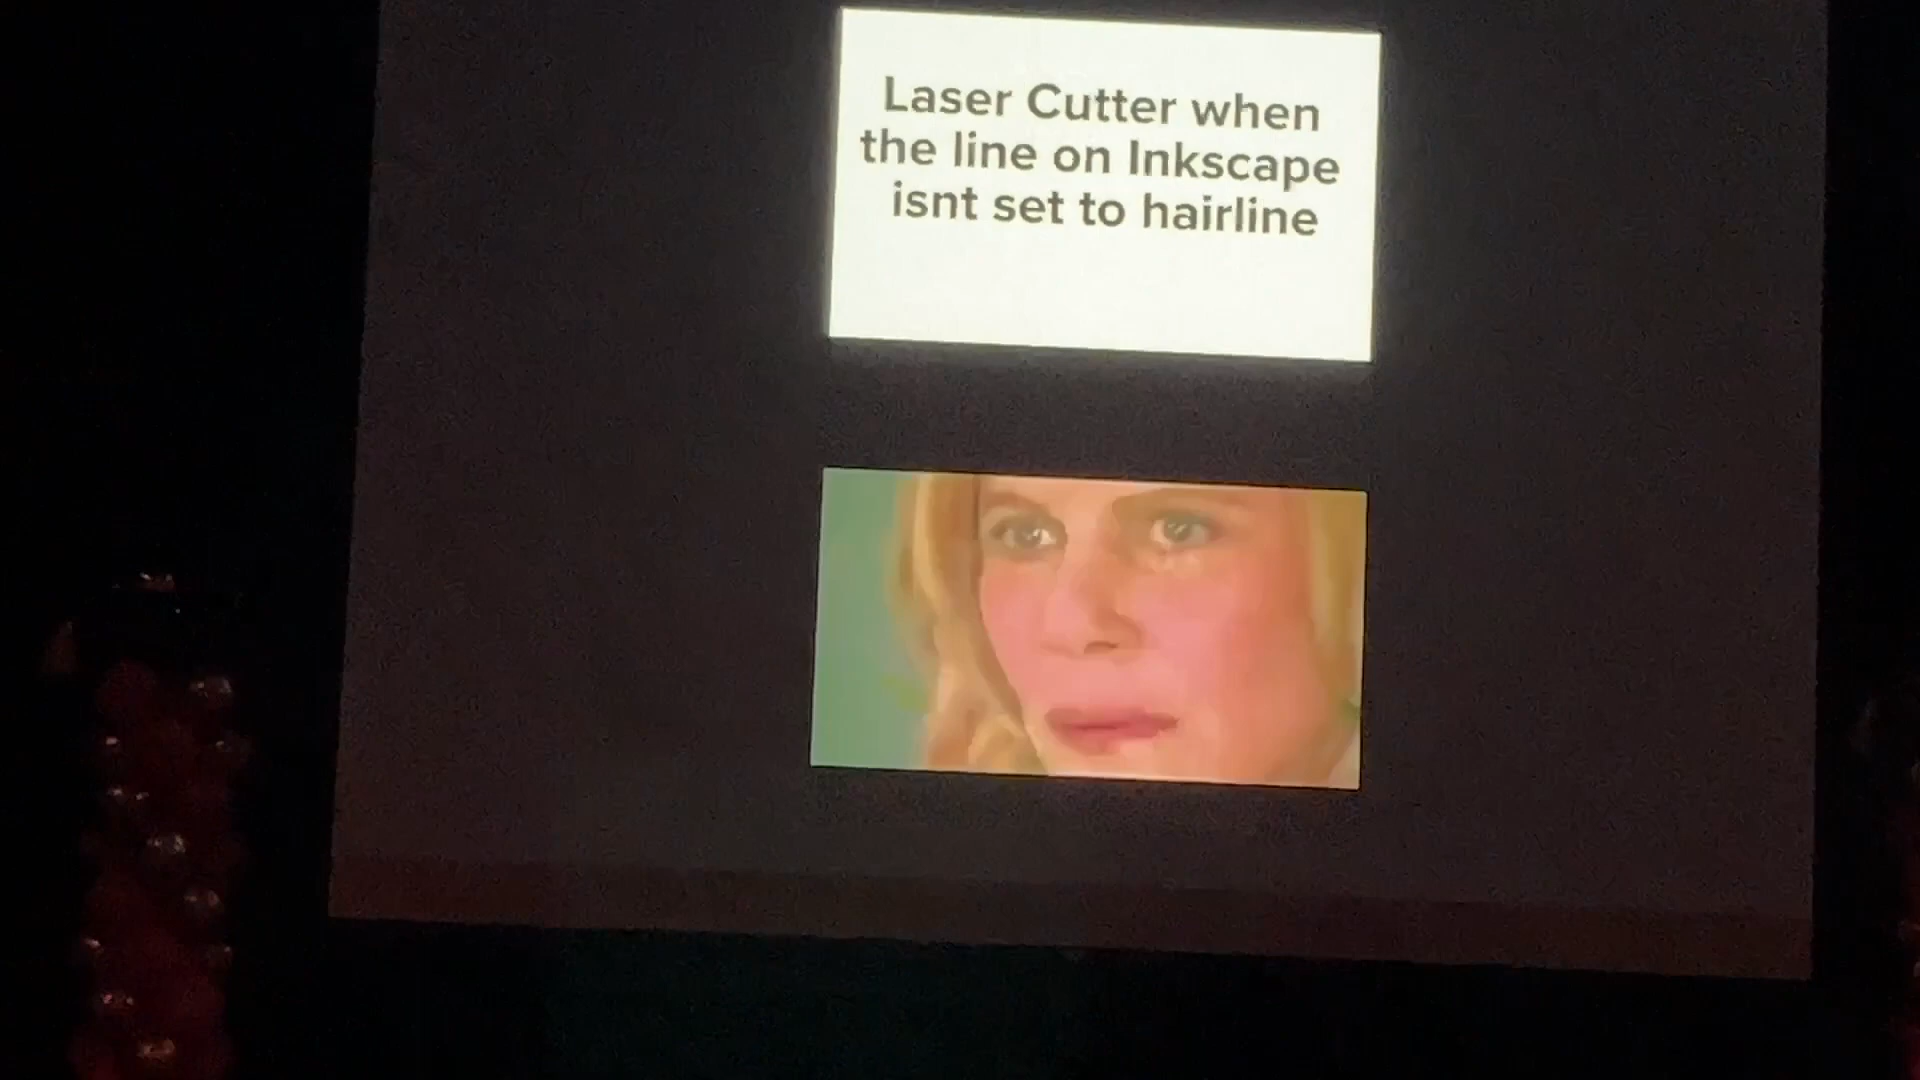 Laser Cutter when
the line on Inkscape
isnt set to hairline